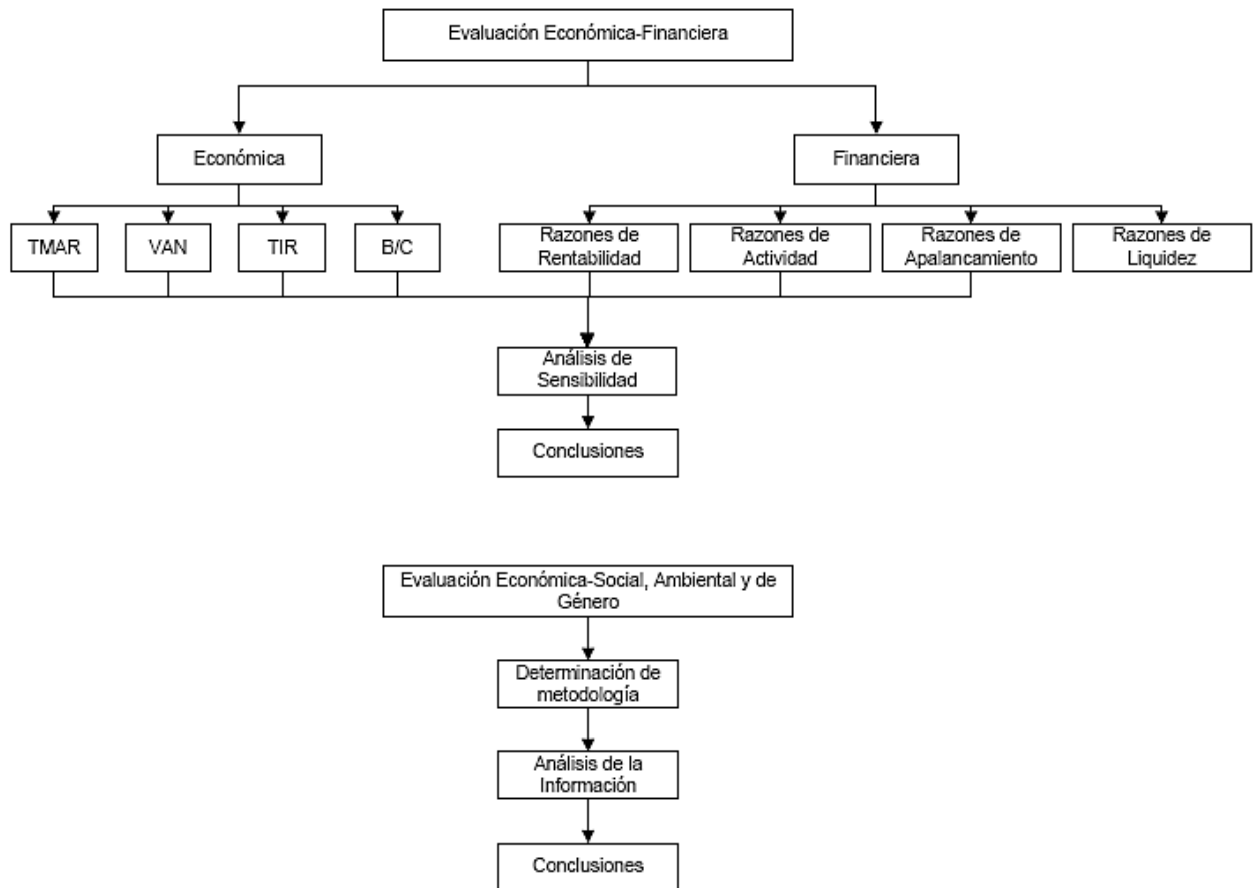 Evaluación Económica-Financiera
Económica
Financiera
TMAR
VAN
TIR
B/C
Razones de
Rentabilidad
Razones de
Actividad
Razones de
Apalancamiento
Razones de
Liquidez
Análisis de
Sensibilidad
Conclusiones
Evaluación Económica-Social, Ambiental y de
Género
Determinación de
metodología
Análisis de la
Información
Conclusiones